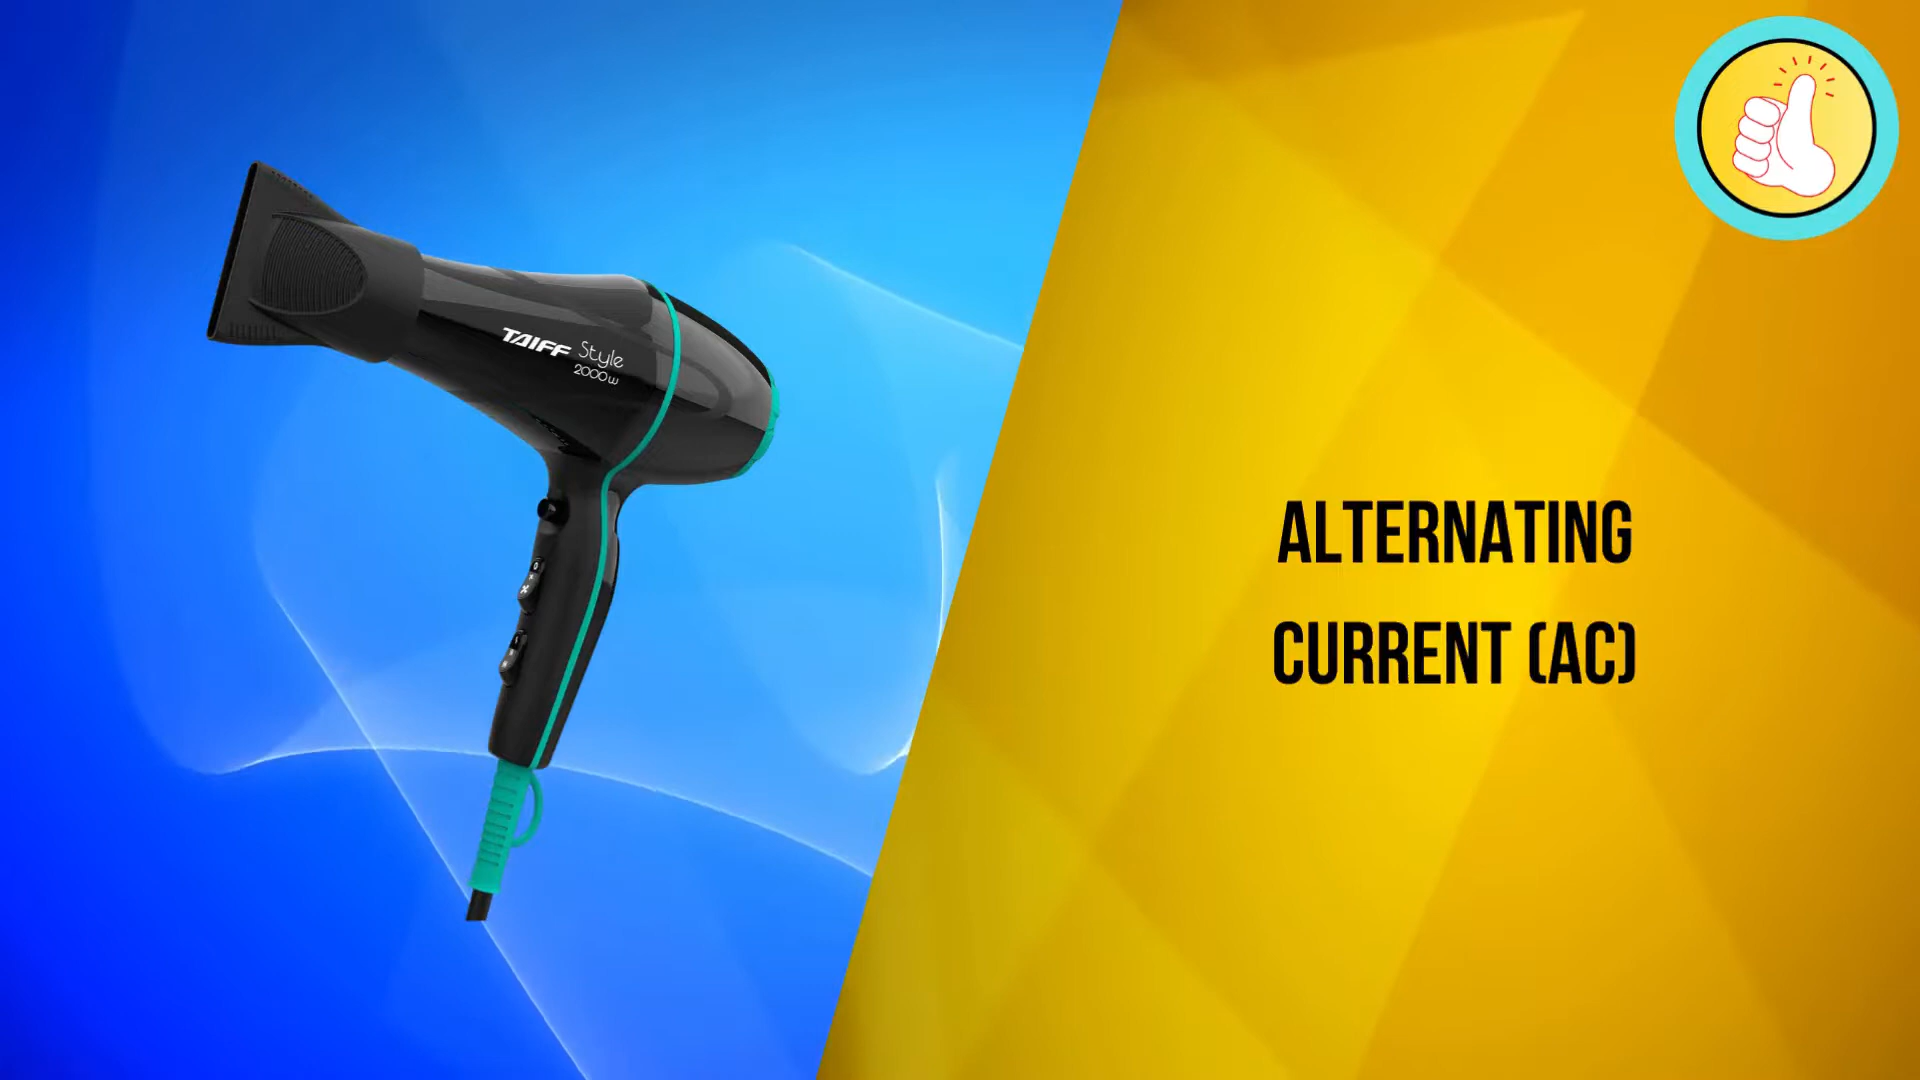 TAIFF Style
2000w
ALTERNATING
CURRENT (AC)